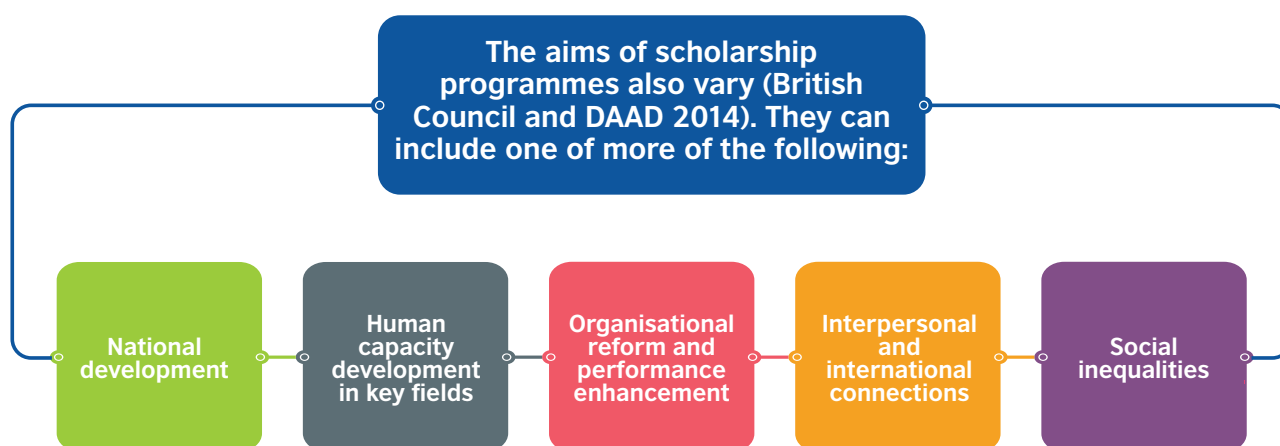 The aims of scholarship
programmes also vary (British
Council and DAAD 2014). They can
include one of more of the following:
National
development
Human
capacity
development
in key fields
Organisational
reform and
performance
enhancement
Interpersonal
and
international
connections
Social
inequalities